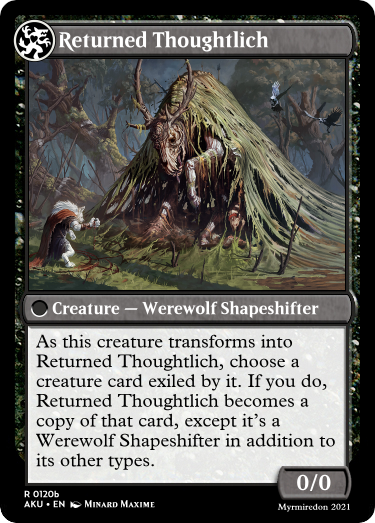 Returned Thoughtlich
Creature — Werewolf Shapeshifter
As this creature transforms into
Returned Thoughtlich, choose a
creature card exiled by it. If you do,
Returned Thoughtlich becomes a
copy of that card, except it's a
Werewolf Shapeshifter in addition to
its other types.
0/0
R 0120b
AKU • EN Minard Maxime
Myrmiredon 2021